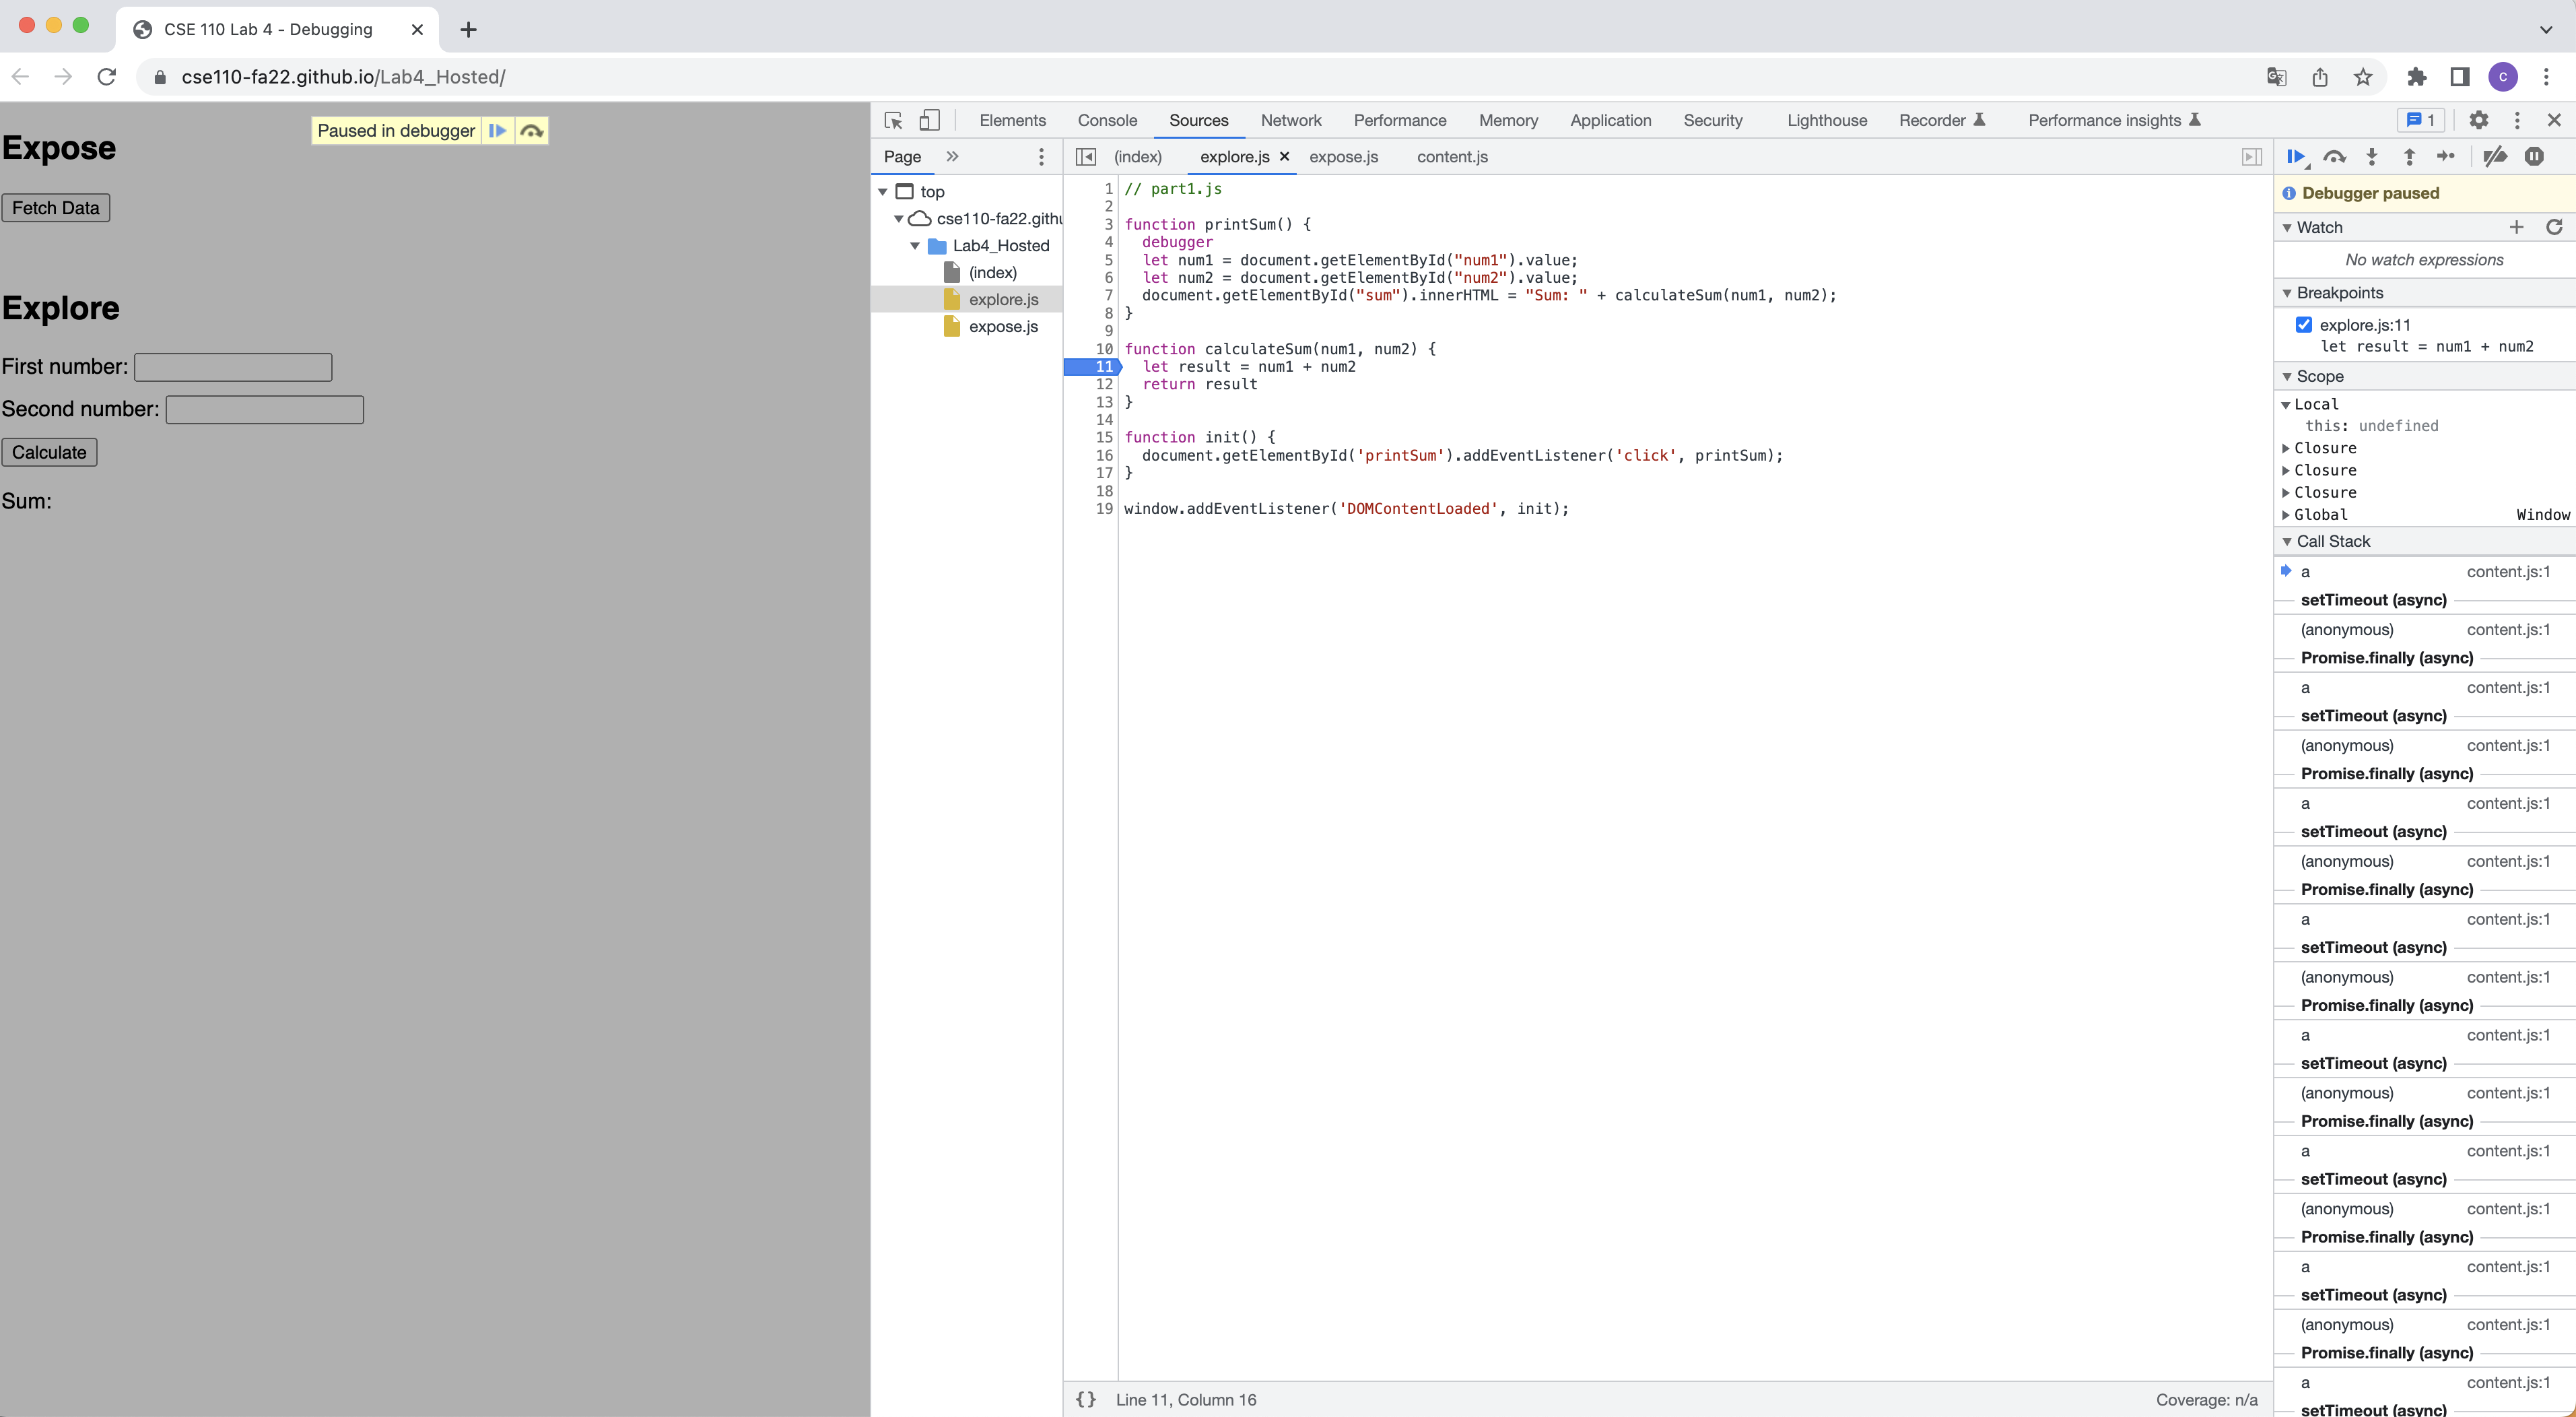 CSE 110 Lab 4 - Debugging
cse110-fa22.github.io/Lab4_Hosted/
C
Paused in debugger
Expose
Fetch Data
Explore
First number:
Second number:
Calculate
Sum:
Elements Console Sources Network Performance Memory Application Security Lighthouse Recorder Performance insights 1
Page
top
cse110-fa22.githu
Lab4_Hosted
(index)
explore.js
expose.js
(index) explore.js expose.js content.js
1 // part1.js
2
3 function printSum() {
4 debugger
5 let num1 = document.getElementById("num1").value;
6 let num2 = document.getElementById("num2").value;
7 document.getElementById("sum").innerHTML = "Sum: " + calculateSum(num1, num2);
8 }
9
10 function calculateSum(num1, num2) {
11 let result = num1 + num2
12 return result
13 }
14
15 function init() {
16 document.getElementById('printSum').addEventListener('click', printSum);
17 }
18
19 window.addEventListener('DOMContentLoaded', init);
{} Line 11, Column 16 Coverage: n/a
Debugger paused
Watch
No watch expressions
Breakpoints
explore.js:11
let result = num1 + num2
Scope
Local
this: undefined
Closure
Closure
Closure
Global Window
Call Stack
a content.js:1
setTimeout (async)
(anonymous) content.js:1
Promise.finally (async)
a content.js:1
setTimeout (async)
(anonymous) content.js:1
Promise.finally (async)
a content.js:1
setTimeout (async)
(anonymous) content.js:1
Promise.finally (async)
a content.js:1
setTimeout (async)
(anonymous) content.js:1
Promise.finally (async)
a content.js:1
setTimeout (async)
(anonymous) content.js:1
Promise.finally (async)
a content.js:1
setTimeout (async)
(anonymous) content.js:1
Promise.finally (async)
a content.js:1
setTimeout (async)
(anonymous) content.js:1
Promise.finally (async)
a content.js:1
setTimeout (async)